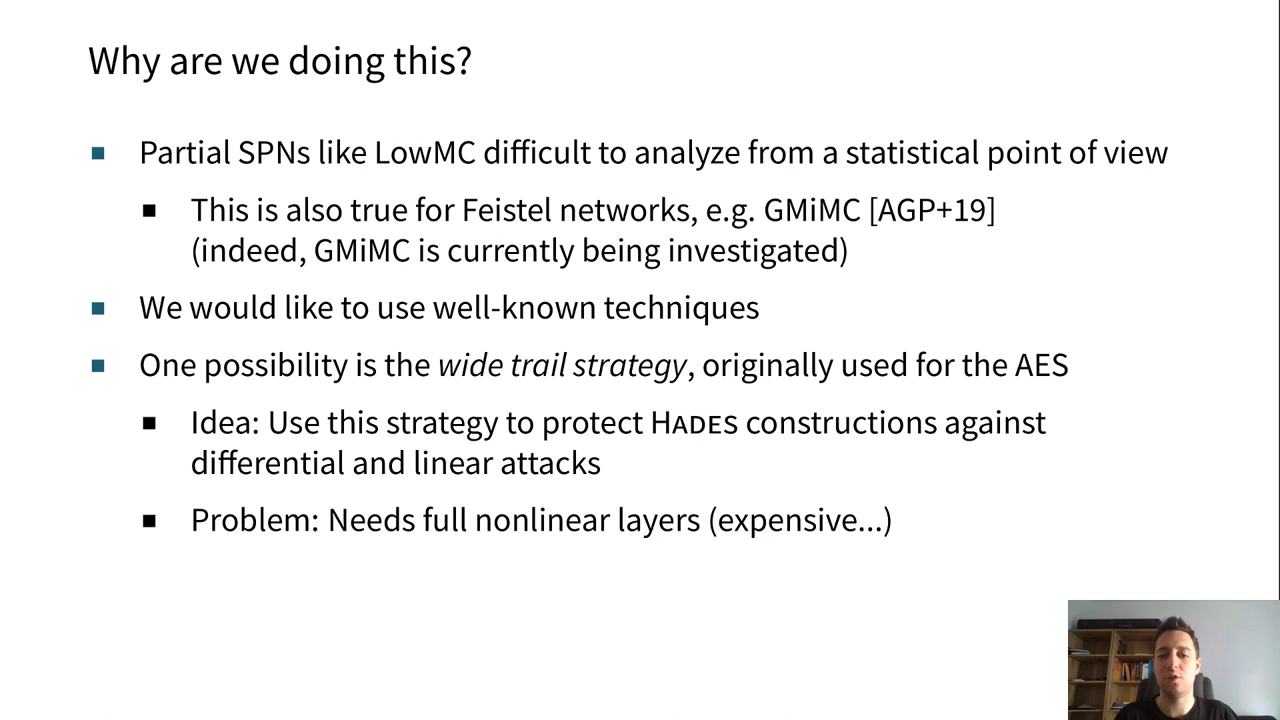 Why are we doing this?
Partial SPNs like LowMC difficult to analyze from a statistical point of view
This is also true for Feistel networks, e.g. GMiMC [AGP+19]
(indeed, GMiMC is currently being investigated)
We would like to use well-known techniques
One possibility is the wide trail strategy, originally used for the AES
Idea: Use this strategy to protect HADES constructions against
differential and linear attacks
Problem: Needs full nonlinear layers (expensive...)